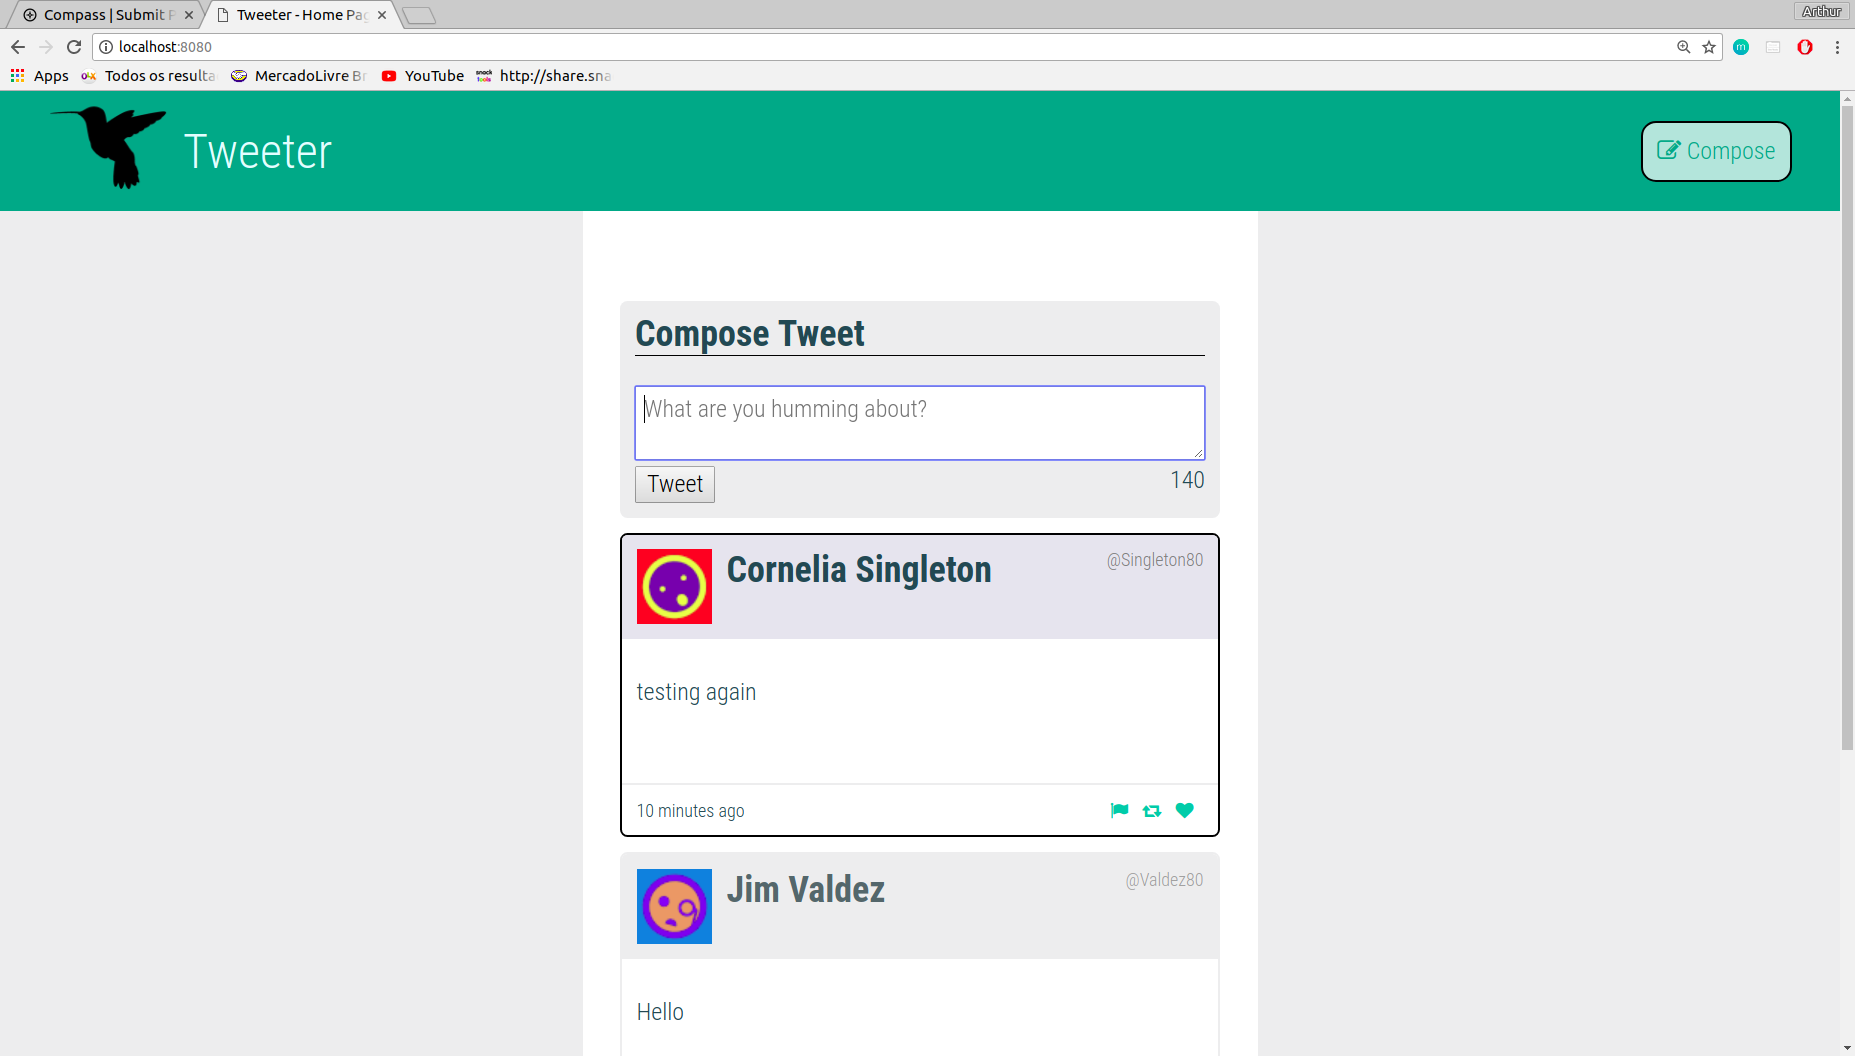 Compass | Submit P
Tweeter - Home Pag
Arthur
localhost:8080
Apps
Todos os resulta
MercadoLivre Br
YouTube
http://share.sna
Tweeter
Compose
Compose Tweet
What are you humming about?
Tweet
140
Cornelia Singleton
@Singleton80
testing again
10 minutes ago
Jim Valdez
@Valdez80
Hello